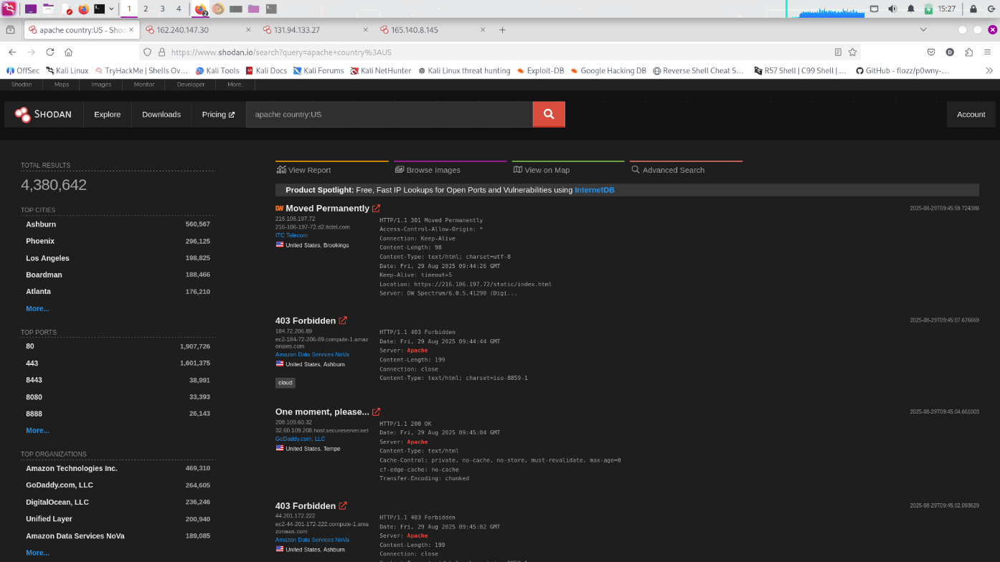 1 2 3 4 2 15:27
apache country:US - Shod
162.240.147.30
131.94.133.27
165.140.8.145
https://www.shodan.io/search?query=apache+country%3AUS
OffSec
Kali Linux
TryHackMe | Shells Ov…
Kali Tools
Kali Docs
Kali Forums
Kali NetHunter
Kali Linux threat hunting
Exploit-DB
Google Hacking DB
Reverse Shell Cheat S…
R57 Shell | C99 Shell | …
GitHub - flozz/p0wny-…
Shodan
Maps
Images
Monitor
Developer
More...
SHODAN
Explore
Downloads
Pricing
apache country:US
Account
TOTAL RESULTS
4,380,642
TOP CITIES
Ashburn 560,567
Phoenix 296,125
Los Angeles 198,825
Boardman 188,466
Atlanta 176,210
More...
TOP PORTS
80 1,907,726
443 1,601,375
8443 38,991
8080 33,393
8888 26,143
More...
TOP ORGANIZATIONS
Amazon Technologies Inc. 469,310
GoDaddy.com, LLC 264,605
DigitalOcean, LLC 236,246
Unified Layer 200,940
Amazon Data Services NoVa 189,085
More...
View Report
Browse Images
View on Map
Advanced Search
Product Spotlight: Free, Fast IP Lookups for Open Ports and Vulnerabilities using InternetDB
DW Moved Permanently
2025-08-29T09:45:59.724388
216.106.197.72
216-106-197-72.d2.itctel.com
ITC Telecom
United States, Brookings
HTTP/1.1 301 Moved Permanently
Access-Control-Allow-Origin: *
Connection: Keep-Alive
Content-Length: 98
Content-Type: text/html; charset=utf-8
Date: Fri, 29 Aug 2025 09:44:26 GMT
Keep-Alive: timeout=5
Location: https://216.106.197.72/static/index.html
Server: DW Spectrum/6.0.5.41290 (Digi...
403 Forbidden
2025-08-29T09:45:07.676669
184.72.206.89
ec2-184-72-206-89.compute-1.amaz
onaws.com
Amazon Data Services NoVa
United States, Ashburn
cloud
HTTP/1.1 403 Forbidden
Date: Fri, 29 Aug 2025 09:44:44 GMT
Server: Apache
Content-Length: 199
Connection: close
Content-Type: text/html; charset=iso-8859-1
One moment, please...
2025-08-29T09:45:04.661003
208.109.60.32
32.60.109.208.host.secureserver.net
GoDaddy.com, LLC
United States, Tempe
HTTP/1.1 200 OK
Date: Fri, 29 Aug 2025 09:45:04 GMT
Server: Apache
Content-Type: text/html
Cache-Control: private, no-cache, no-store, must-revalidate, max-age=0
cf-edge-cache: no-cache
Transfer-Encoding: chunked
403 Forbidden
2025-08-29T09:45:02.093629
44.201.172.222
ec2-44-201-172-222.compute-1.ama
zonaws.com
Amazon Data Services NoVa
United States, Ashburn
HTTP/1.1 403 Forbidden
Date: Fri, 29 Aug 2025 09:45:02 GMT
Server: Apache
Content-Length: 199
Connection: close